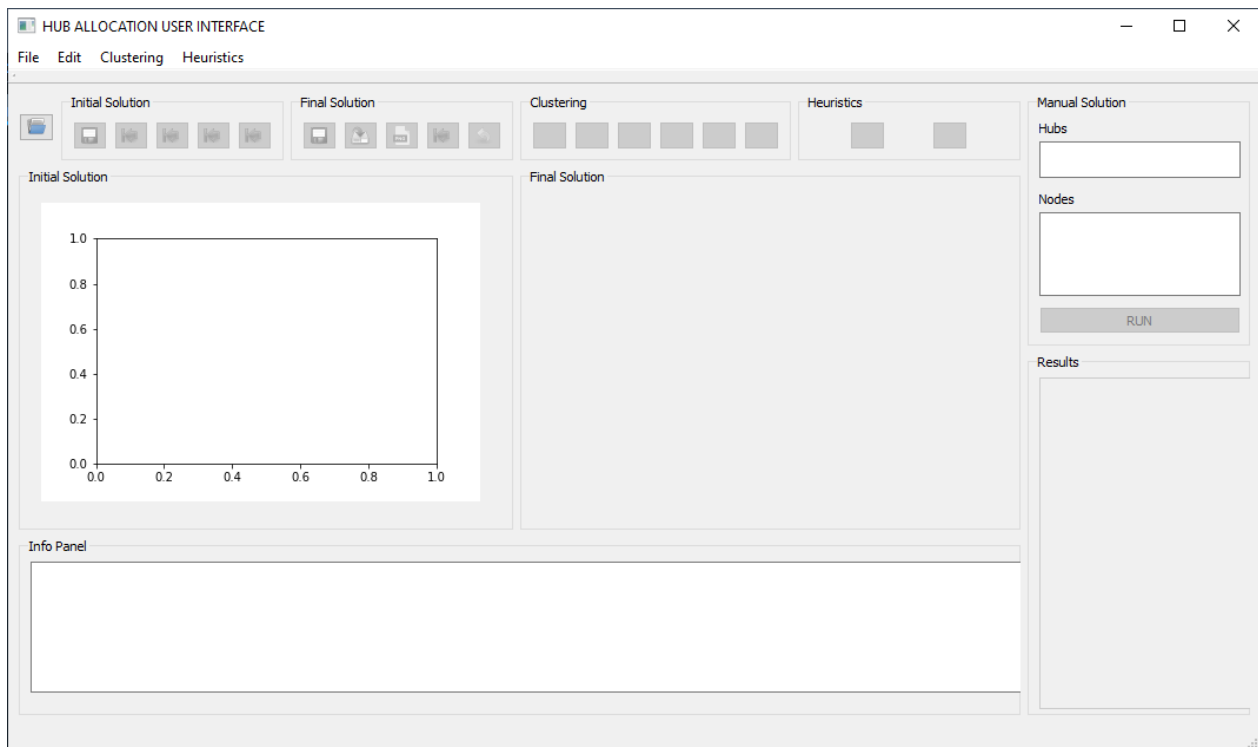 HUB ALLOCATION USER INTERFACE
File Edit Clustering Heuristics
Initial Solution
Final Solution
Clustering
Heuristics
Manual Solution
Hubs
Nodes
RUN
Initial Solution
1.0
0.8
0.6
0.4
0.2
0.0
0.0 0.2 0.4 0.6 0.8 1.0
Final Solution
Results
Info Panel